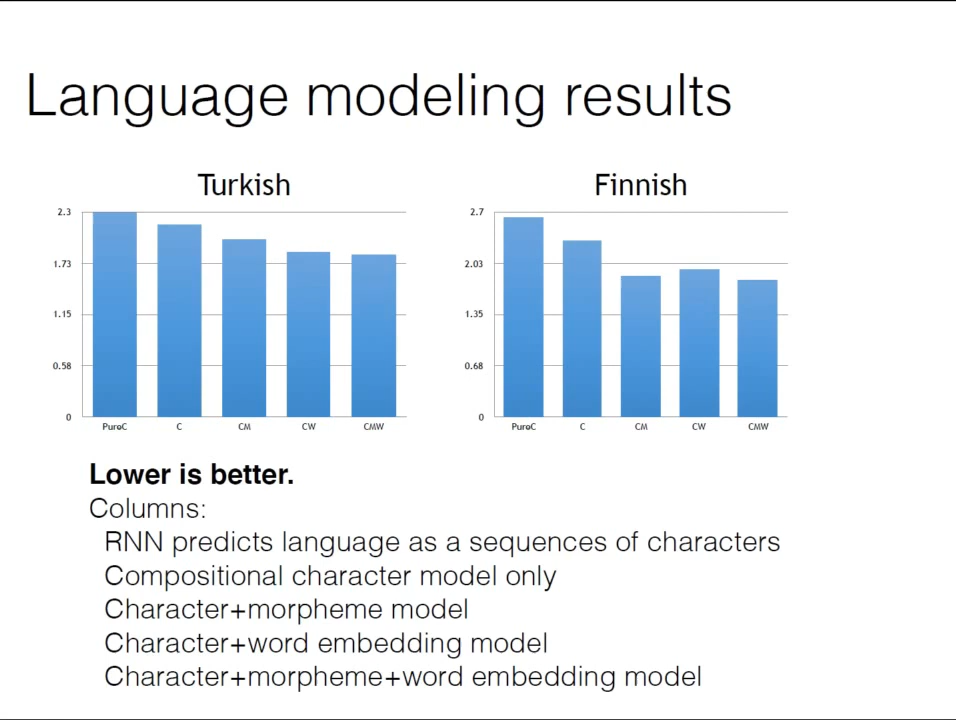 Language modeling results
Turkish
2.3
1.73
1.15
0.58
0
PureC C CM CW CMW
Finnish
2.7
2.03
1.35
0.68
0
PureC C CM CW CMW
Lower is better.
Columns:
RNN predicts language as a sequences of characters
Compositional character model only
Character+morpheme model
Character+word embedding model
Character+morpheme+word embedding model